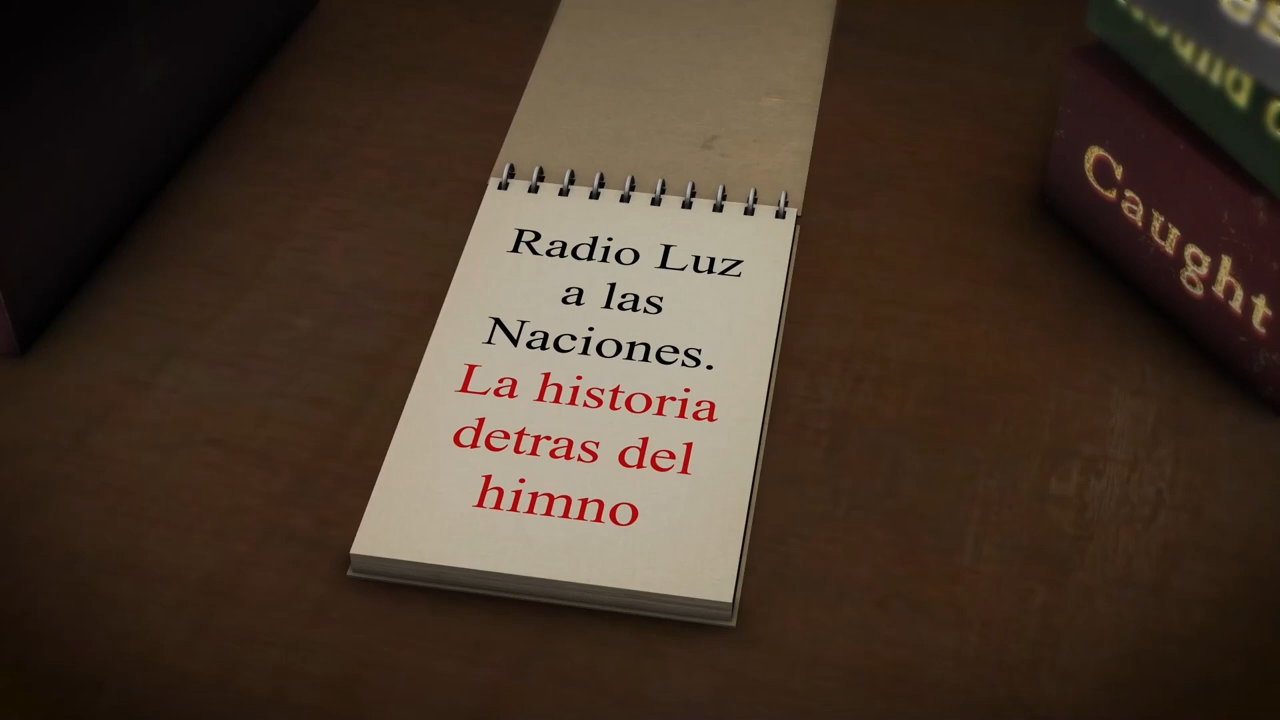 Radio Luz
a las
Naciones.
La historia
detras del
himno
Caught